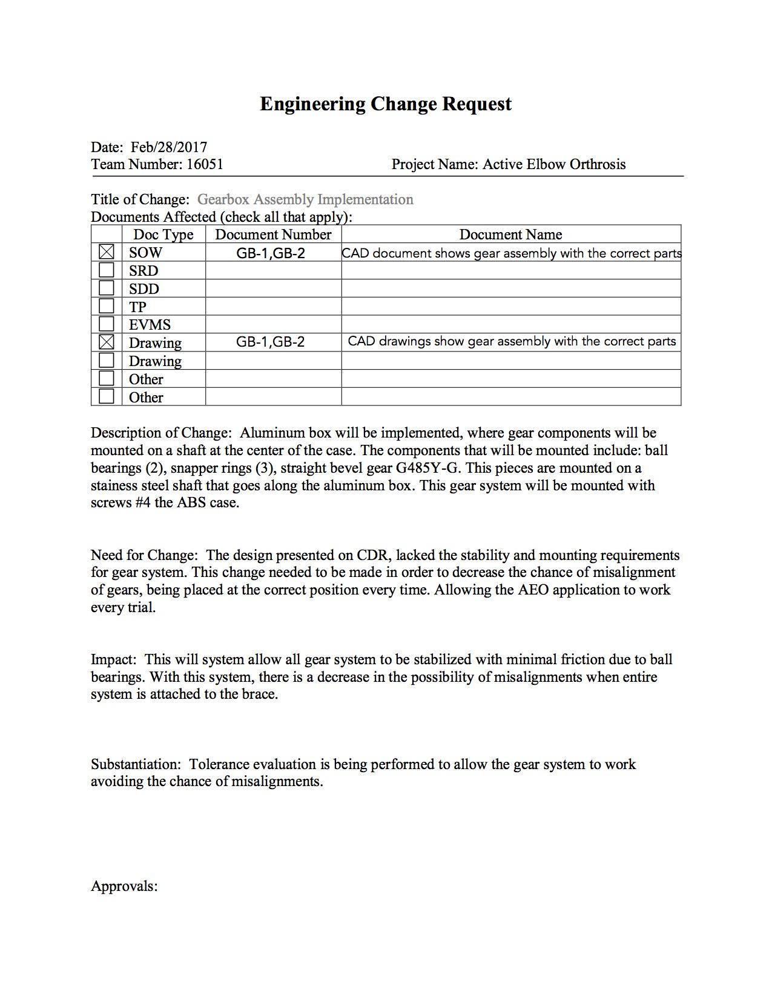 Engineering Change Request
Date:  Feb/28/2017
Team Number: 16051 Project Name: Active Elbow Orthrosis
Title of Change:  Gearbox Assembly Implementation
Documents Affected (check all that apply):
Doc Type Document Number Document Name
SOW GB-1,GB-2 CAD document shows gear assembly with the correct parts
SRD
SDD
TP
EVMS
Drawing GB-1,GB-2 CAD drawings show gear assembly with the correct parts
Drawing
Other
Other
Description of Change:  Aluminum box will be implemented, where gear components will be
mounted on a shaft at the center of the case. The components that will be mounted include: ball
bearings (2), snapper rings (3), straight bevel gear G485Y-G. This pieces are mounted on a
stainess steel shaft that goes along the aluminum box. This gear system will be mounted with
screws #4 the ABS case.
Need for Change:  The design presented on CDR, lacked the stability and mounting requirements
for gear system. This change needed to be made in order to decrease the chance of misalignment
of gears, being placed at the correct position every time. Allowing the AEO application to work
every trial.
Impact:  This will system allow all gear system to be stabilized with minimal friction due to ball
bearings. With this system, there is a decrease in the possibility of misalignments when entire
system is attached to the brace.
Substantiation:  Tolerance evaluation is being performed to allow the gear system to work
avoiding the chance of misalignments.
Approvals: